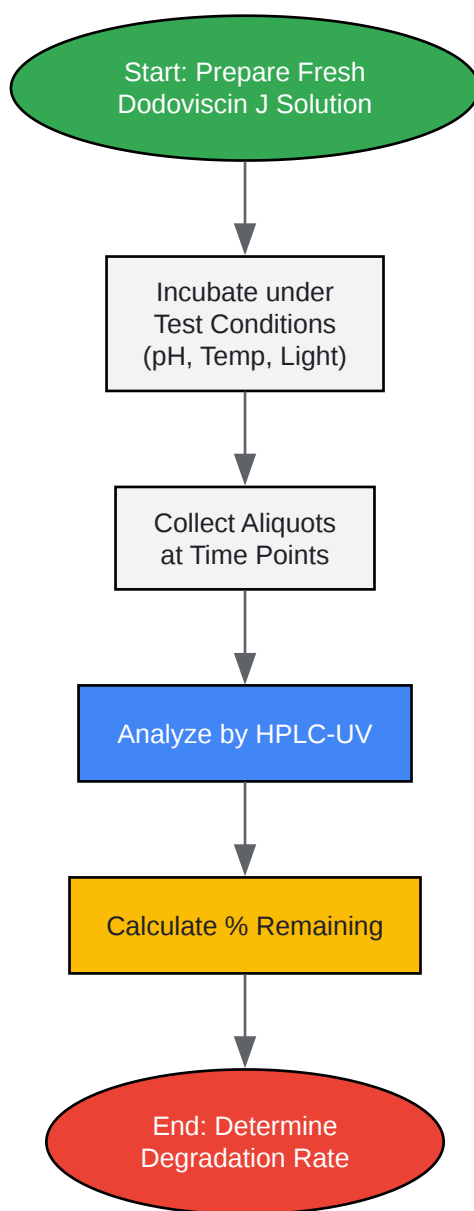 Start: Prepare Fresh
Dodoviscin J Solution
Incubate under
Test Conditions
(pH, Temp, Light)
Collect Aliquots
at Time Points
Analyze by HPLC-UV
Calculate % Remaining
End: Determine
Degradation Rate